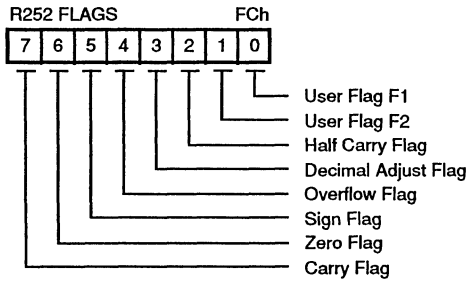 R252 FLAGS FCh
7 6 5 4 3 2 1 0
User Flag F1
User Flag F2
Half Carry Flag
Decimal Adjust Flag
Overflow Flag
Sign Flag
Zero Flag
Carry Flag